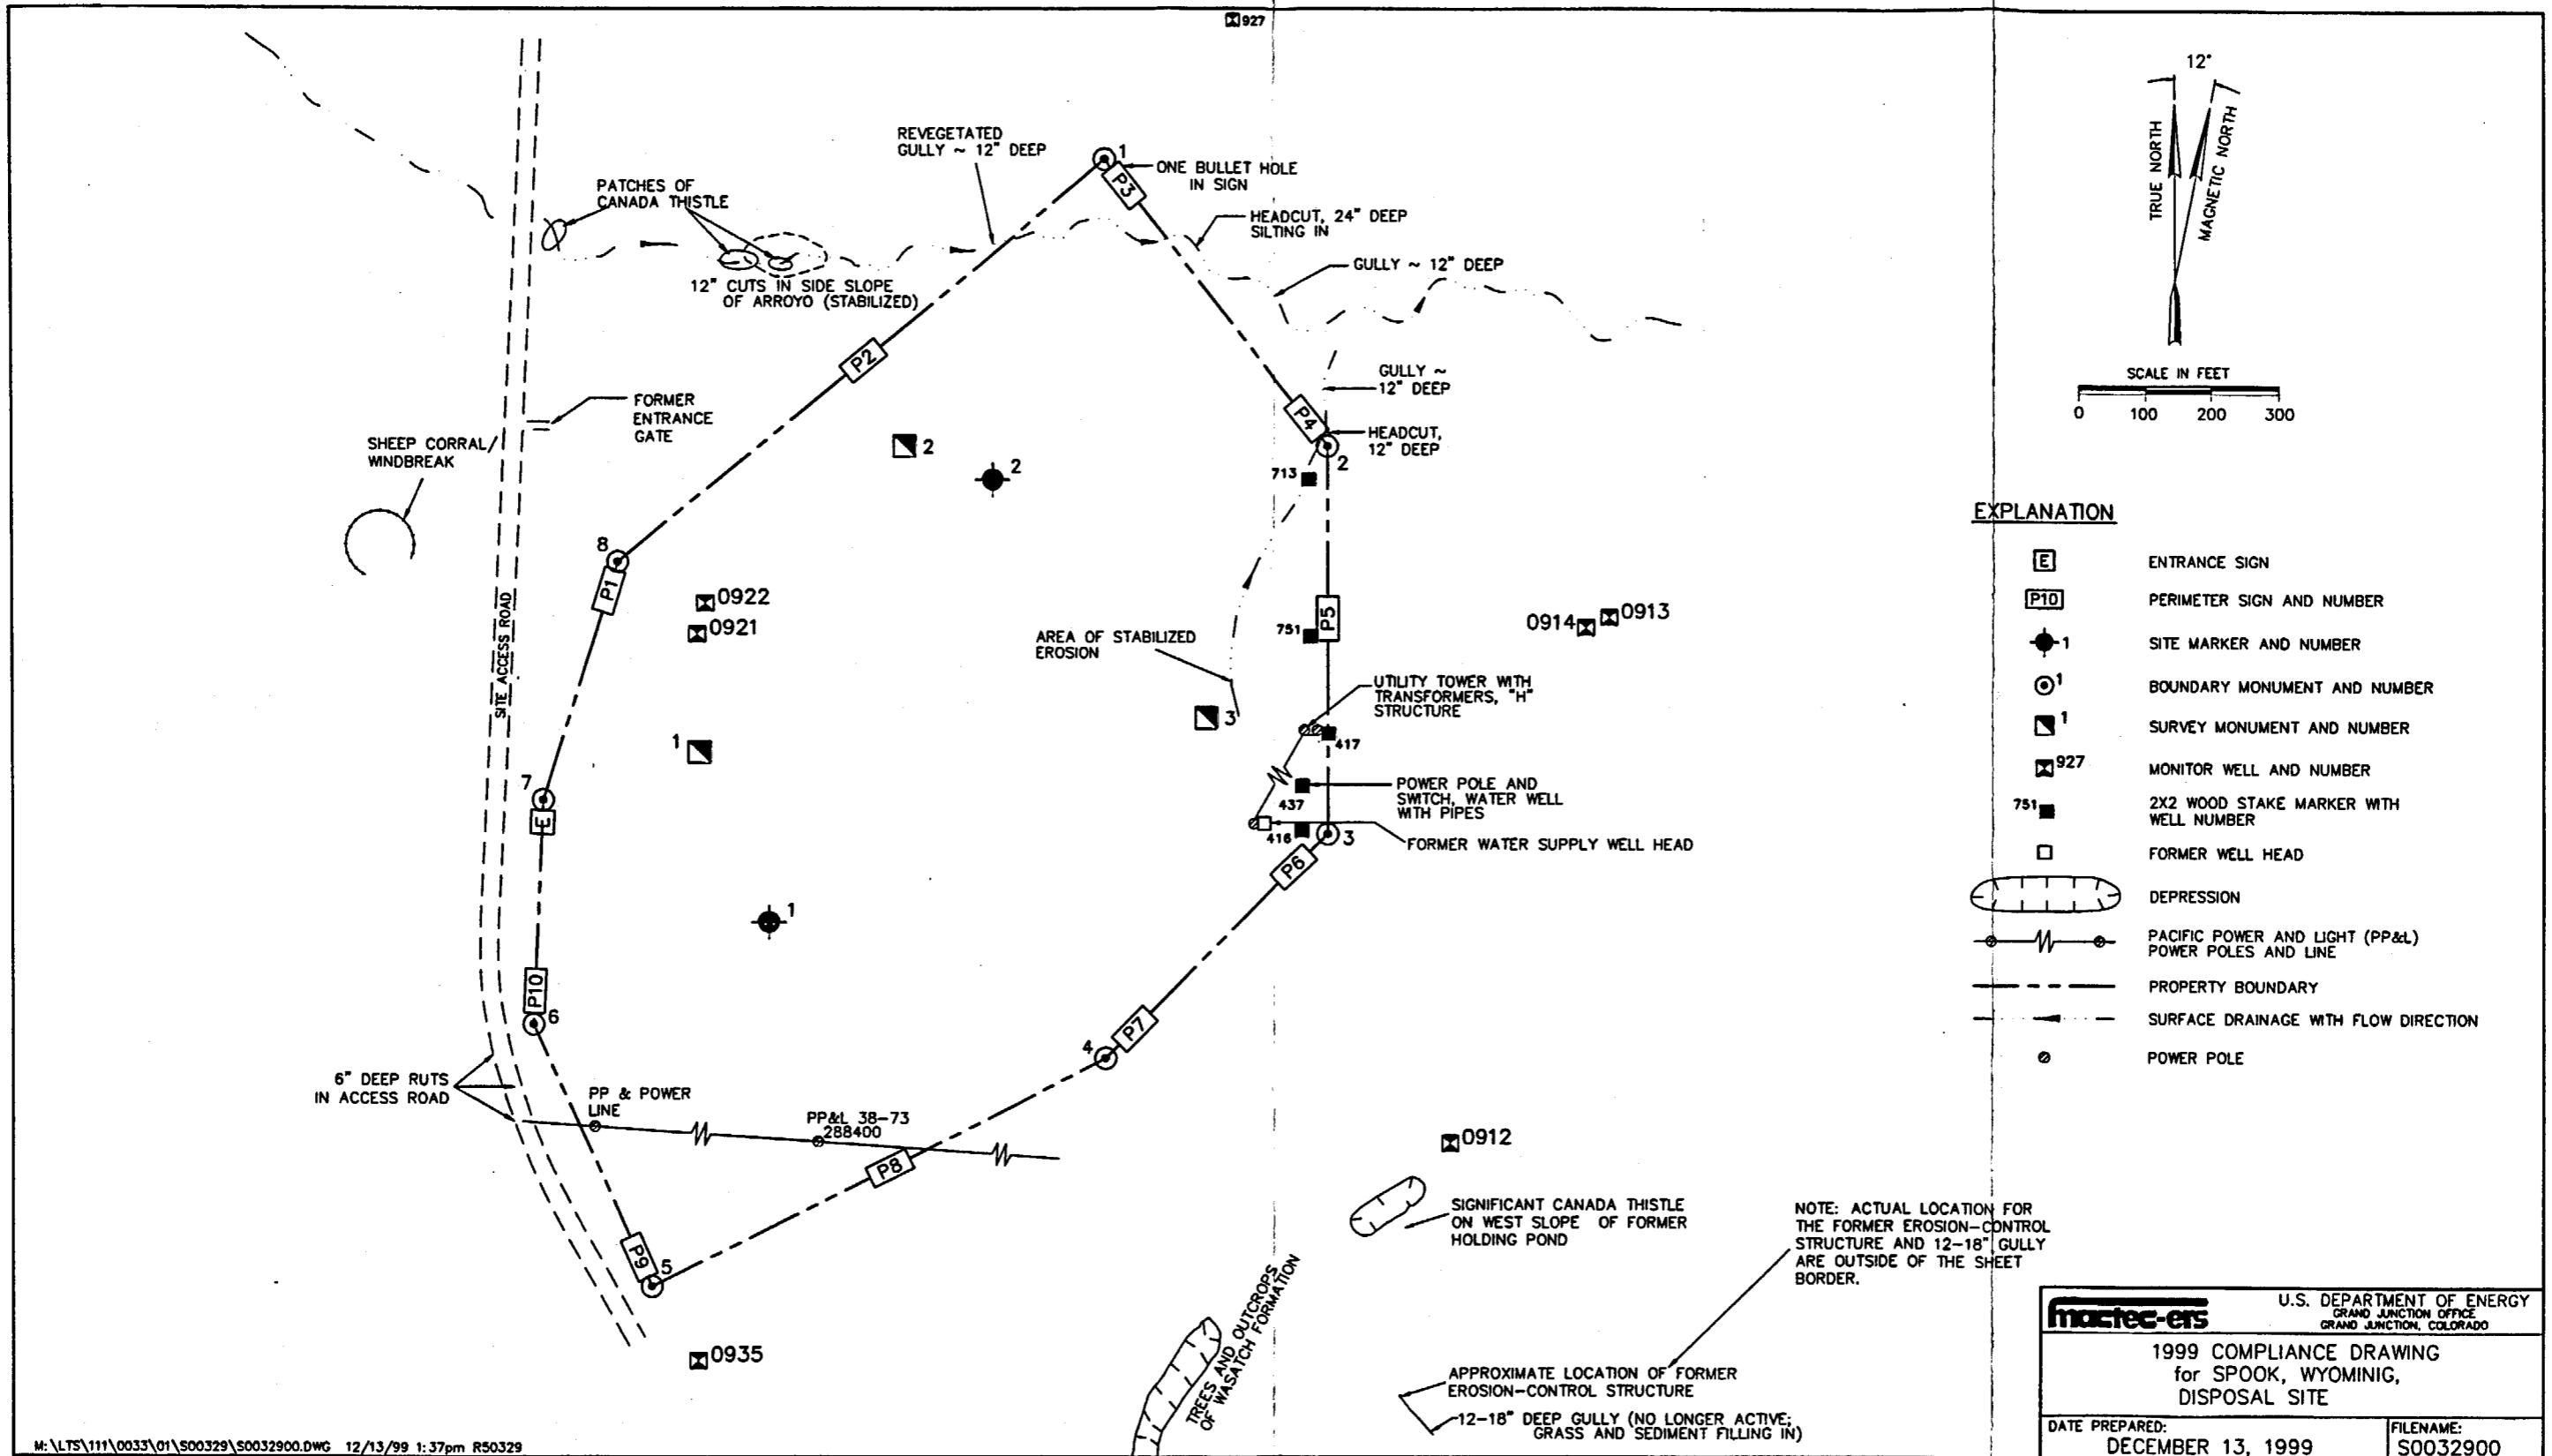 927
12°
TRUE NORTH
MAGNETIC NORTH
SCALE IN FEET
0 100 200 300
REVEGETATED
GULLY ~ 12" DEEP
1
P3
ONE BULLET HOLE
IN SIGN
PATCHES OF
CANADA THISTLE
HEADCUT, 24" DEEP
SILTING IN
GULLY ~ 12" DEEP
12" CUTS IN SIDE SLOPE
OF ARROYO (STABILIZED)
P2
GULLY ~
12" DEEP
FORMER
ENTRANCE
GATE
SHEEP CORRAL/
WINDBREAK
P4
HEADCUT,
12" DEEP
2
2
2
713
8
P1
0922
0921
SITE ACCESS ROAD
P5
751
0914
0913
AREA OF STABILIZED
EROSION
UTILITY TOWER WITH
TRANSFORMERS, "H"
STRUCTURE
3
417
1
7
E
POWER POLE AND
SWITCH, WATER WELL
WITH PIPES
437
416
3
FORMER WATER SUPPLY WELL HEAD
P6
1
P10
6
P7
4
6" DEEP RUTS
IN ACCESS ROAD
PP & POWER
LINE
PP&L 38-73
288400
P8
0912
P9
5
SIGNIFICANT CANADA THISTLE
ON WEST SLOPE OF FORMER
HOLDING POND
NOTE: ACTUAL LOCATION FOR
THE FORMER EROSION-CONTROL
STRUCTURE AND 12-18" GULLY
ARE OUTSIDE OF THE SHEET
BORDER.
0935
TREES AND OUTCROPS
OF WASATCH FORMATION
APPROXIMATE LOCATION OF FORMER
EROSION-CONTROL STRUCTURE
12-18" DEEP GULLY (NO LONGER ACTIVE;
GRASS AND SEDIMENT FILLING IN)
EXPLANATION
E ENTRANCE SIGN
P10 PERIMETER SIGN AND NUMBER
1 SITE MARKER AND NUMBER
1 BOUNDARY MONUMENT AND NUMBER
1 SURVEY MONUMENT AND NUMBER
927 MONITOR WELL AND NUMBER
751 2X2 WOOD STAKE MARKER WITH
WELL NUMBER
FORMER WELL HEAD
DEPRESSION
PACIFIC POWER AND LIGHT (PP&L)
POWER POLES AND LINE
PROPERTY BOUNDARY
SURFACE DRAINAGE WITH FLOW DIRECTION
POWER POLE
mactec-ers
U.S. DEPARTMENT OF ENERGY
GRAND JUNCTION OFFICE
GRAND JUNCTION, COLORADO
1999 COMPLIANCE DRAWING
for SPOOK, WYOMINIG,
DISPOSAL SITE
DATE PREPARED:
DECEMBER 13, 1999
FILENAME:
S0032900
M:\LTS\111\0033\01\S00329\S0032900.DWG 12/13/99 1:37pm R50329